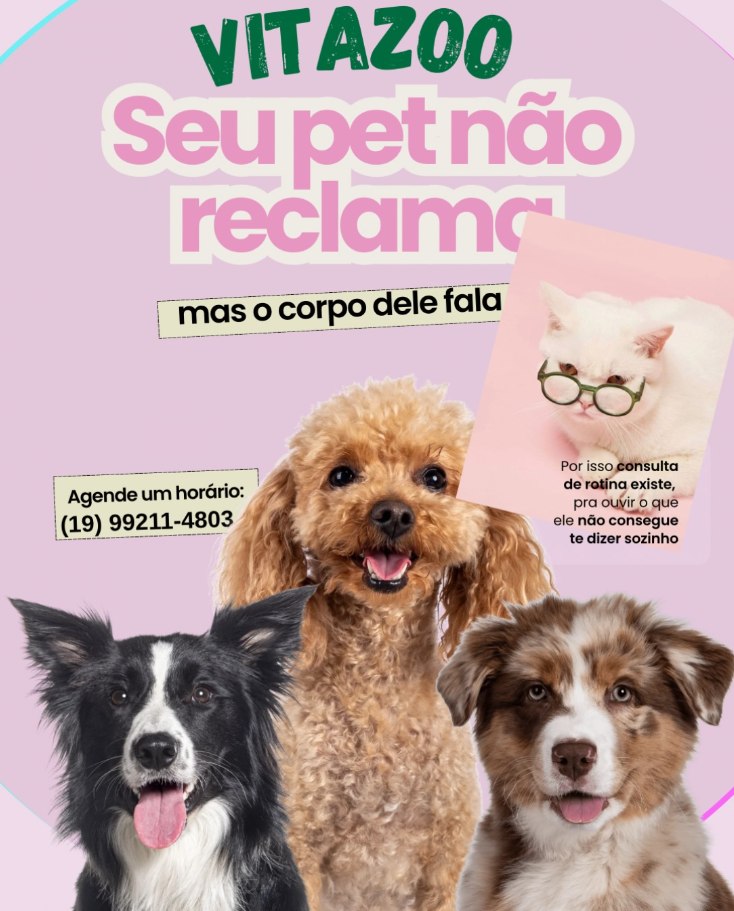 VITAZOO
Seu pet não
reclama
mas o corpo dele fala
Por isso consulta
de rotina existe,
pra ouvir o que
ele não consegue
te dizer sozinho
Agende um horário:
(19) 99211-4803